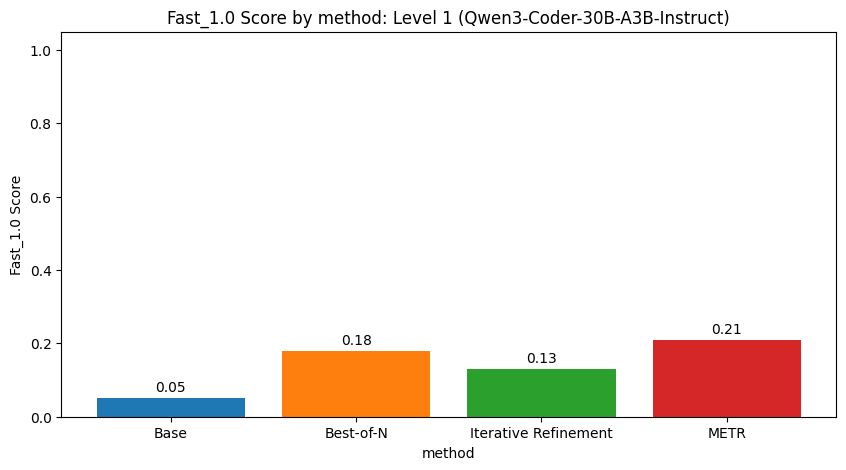 Fast_1.0 Score by method: Level 1 (Qwen3-Coder-30B-A3B-Instruct)
Fast_1.0 Score
1.0
0.8
0.6
0.4
0.2
0.0
0.05
0.18
0.13
0.21
Base
Best-of-N
Iterative Refinement
METR
method